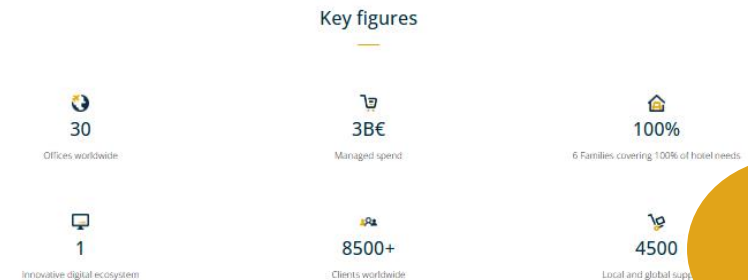 Key figures
30
3B€
100%
Offices worldwide
Managed spend
6 Families covering 100% of hotel needs
1
8500+
4500
Innovative digital ecosystem
Clients worldwide
Local and global